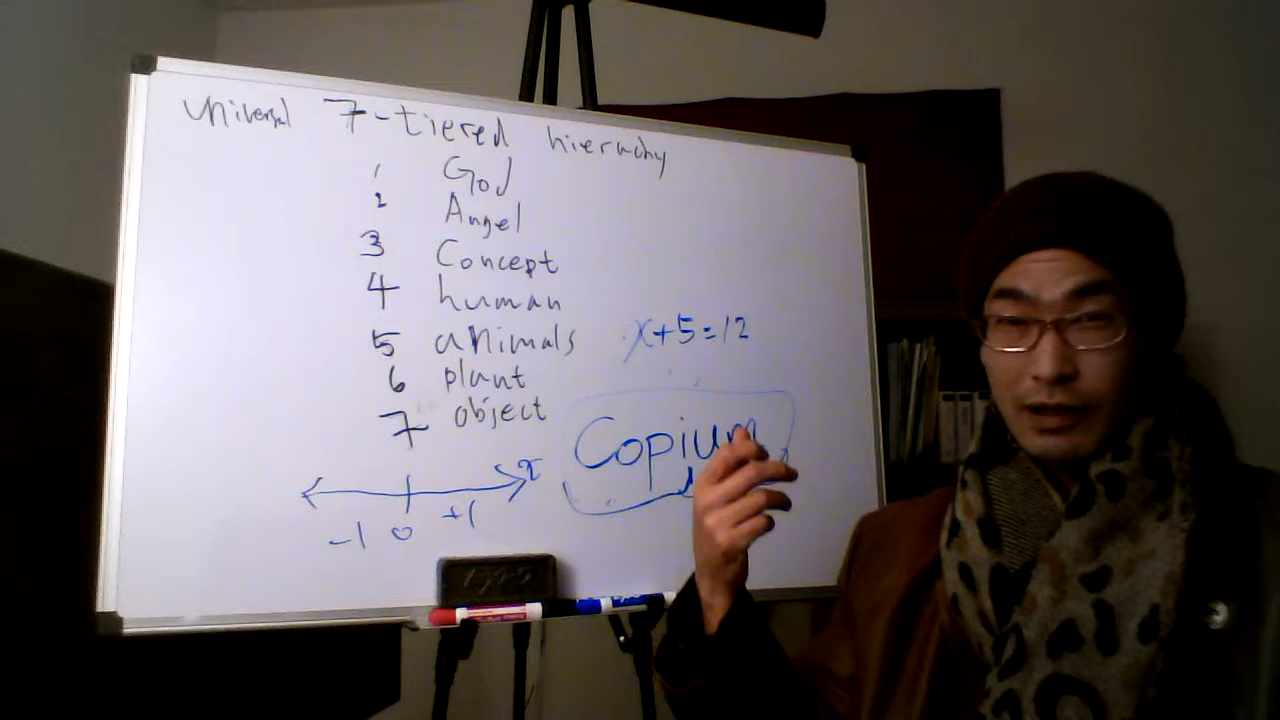 universal 7-tiered hierarchy
1 God
2 Angel
3 Concept
4 human
5 animals
6 plant
7 object
x+5=12
Copium
x
-1 0 +1